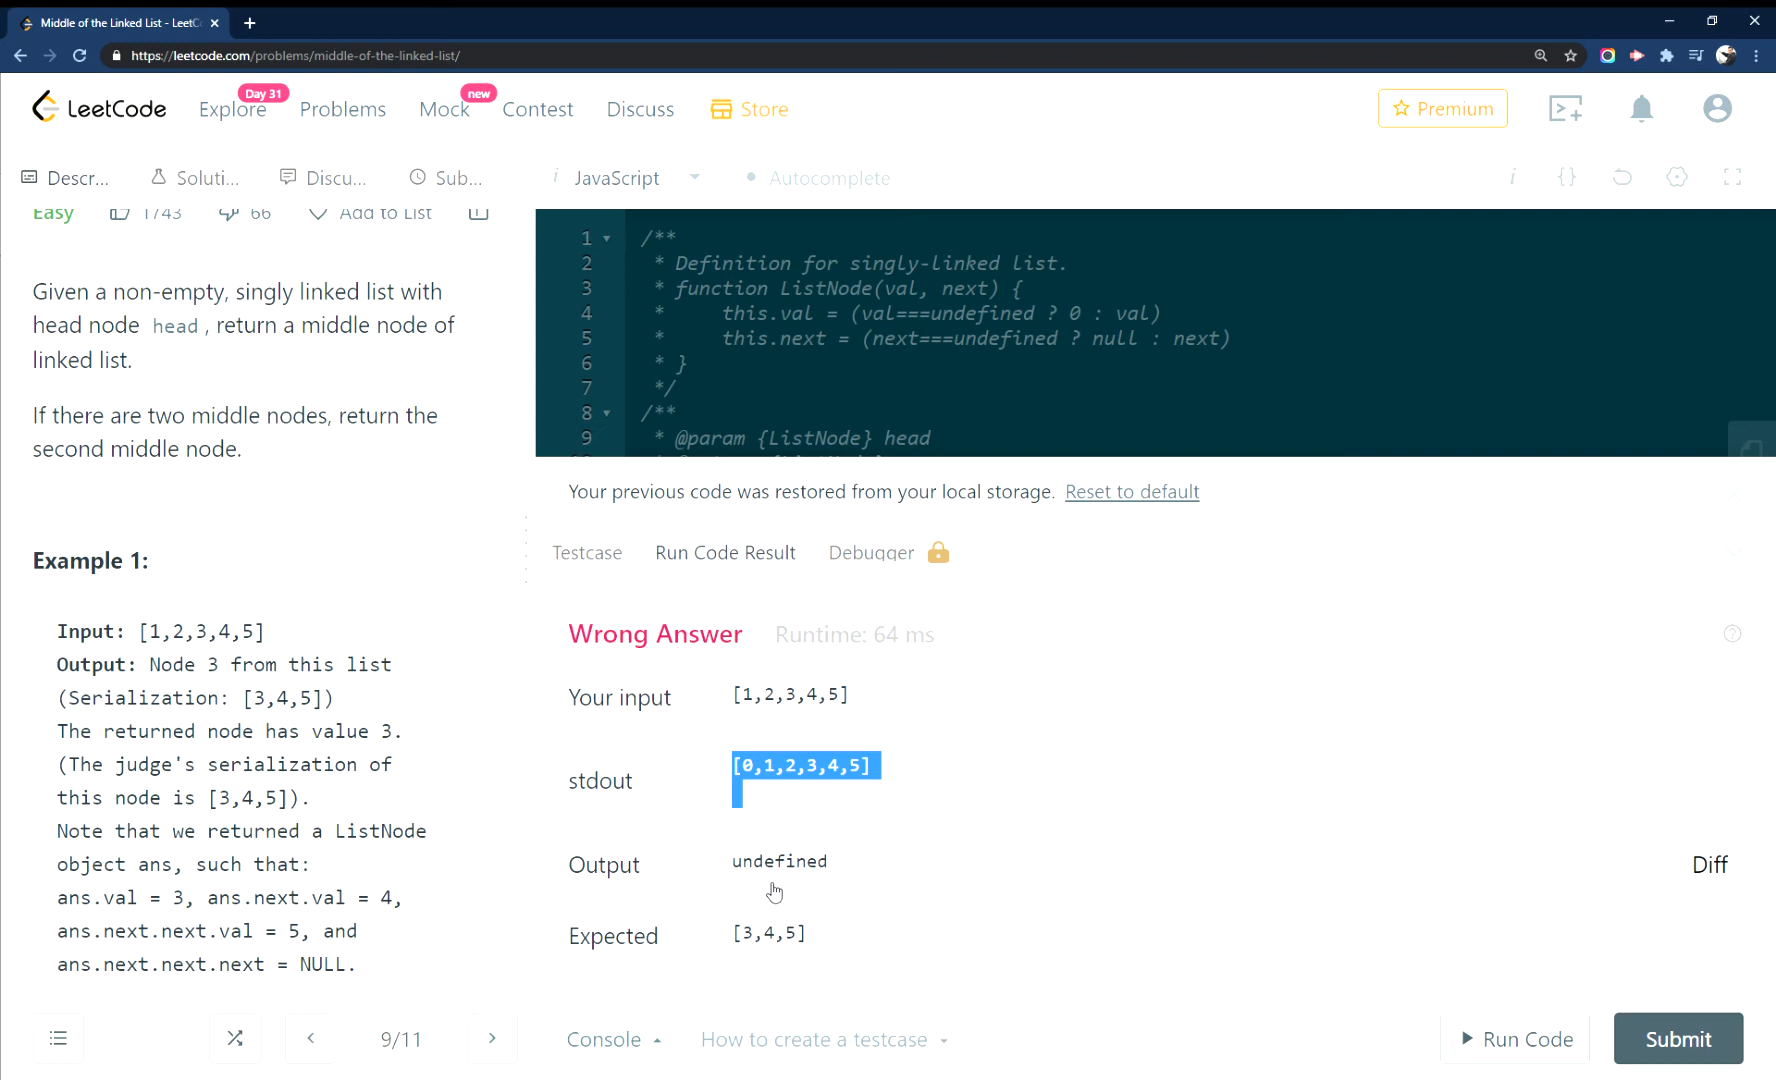 Middle of the Linked List - LeetC
https://leetcode.com/problems/middle-of-the-linked-list/
LeetCode
Explore
Day 31
Problems
Mock
new
Contest
Discuss
Store
Premium
Descr...
Soluti...
Discu...
Sub...
i JavaScript
Autocomplete
i {}
Easy 1743 66 Add to List
Given a non-empty, singly linked list with
head node head, return a middle node of
linked list.
If there are two middle nodes, return the
second middle node.
Example 1:
Input: [1,2,3,4,5]
Output: Node 3 from this list
(Serialization: [3,4,5])
The returned node has value 3.
(The judge's serialization of
this node is [3,4,5]).
Note that we returned a ListNode
object ans, such that:
ans.val = 3, ans.next.val = 4,
ans.next.next.val = 5, and
ans.next.next.next = NULL.
9/11
1 /**
2 * Definition for singly-linked list.
3 * function ListNode(val, next) {
4 * this.val = (val===undefined ? 0 : val)
5 * this.next = (next===undefined ? null : next)
6 * }
7 */
8 /**
9 * @param {ListNode} head
Your previous code was restored from your local storage. Reset to default
Testcase Run Code Result Debugger
Wrong Answer Runtime: 64 ms
Your input [1,2,3,4,5]
stdout [0,1,2,3,4,5]
Output undefined
Diff
Expected [3,4,5]
Console How to create a testcase
Run Code
Submit